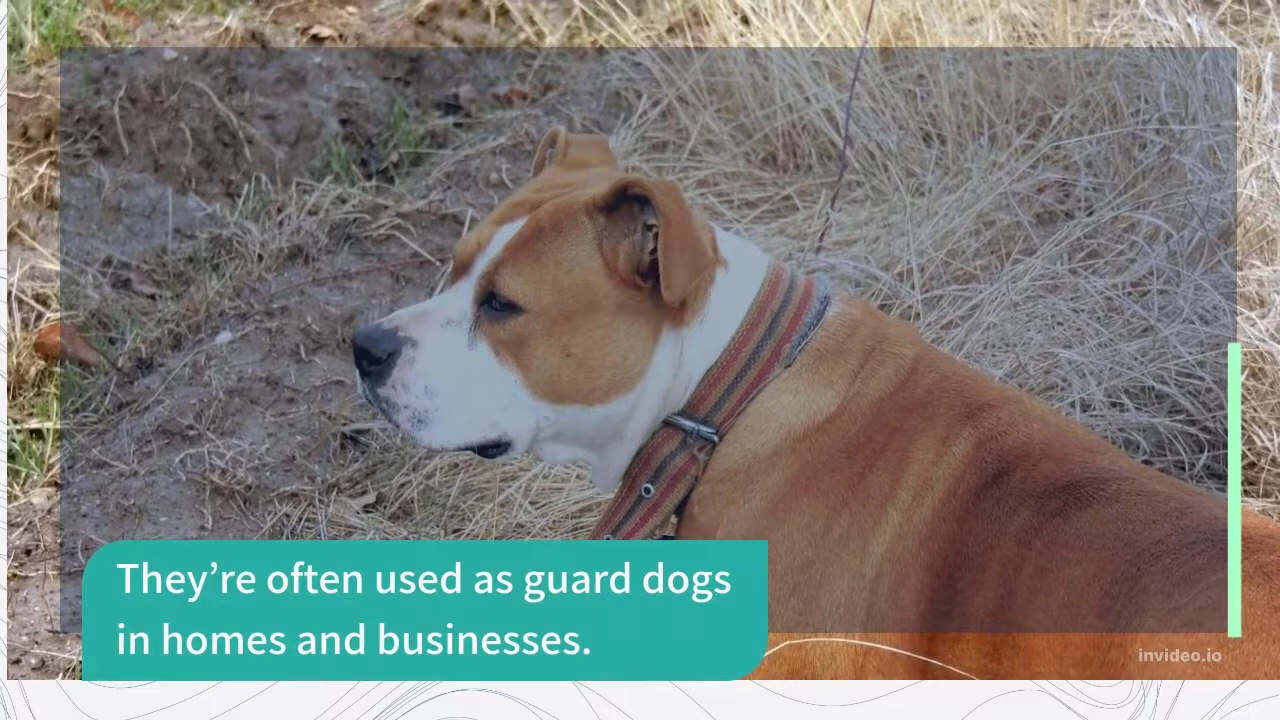 They’re often used as guard dogs
in homes and businesses.
invideo.io